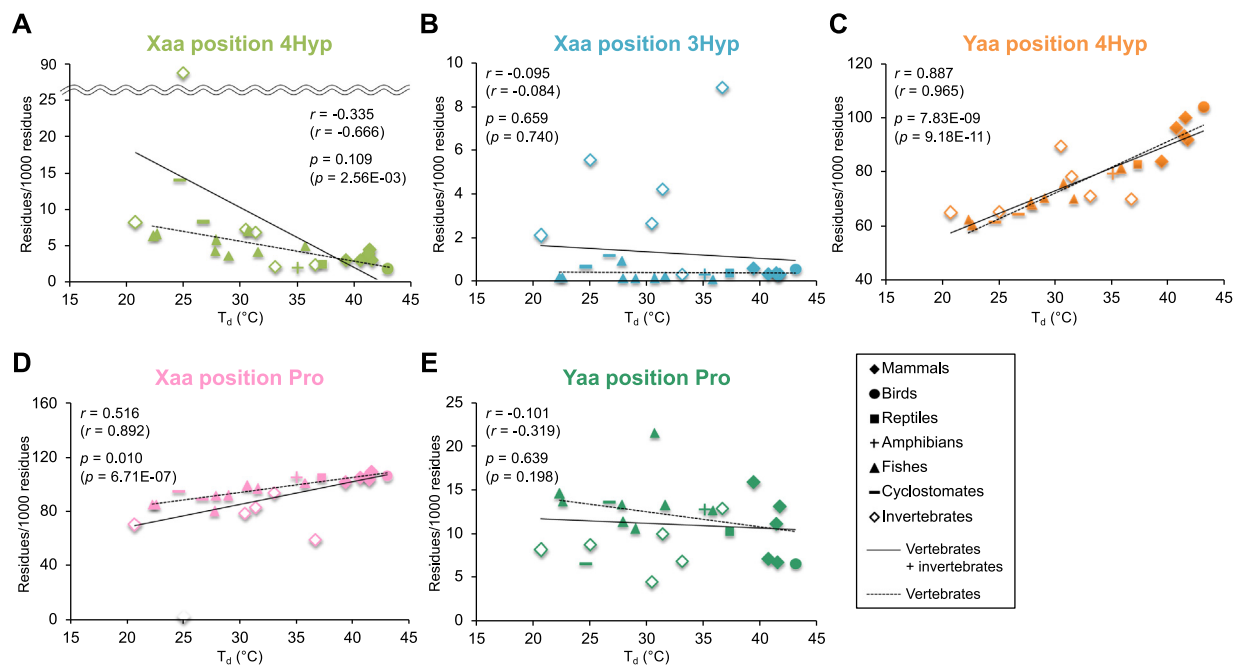 A
Xaa position 4Hyp
Residues/1000 residues
90
25
20
15
10
5
0
r = -0.335
(r = -0.666)
p = 0.109
(p = 2.56E-03)
15 20 25 30 35 40 45
Td (°C)
B
Xaa position 3Hyp
Residues/1000 residues
10
8
6
4
2
0
r = -0.095
(r = -0.084)
p = 0.659
(p = 0.740)
15 20 25 30 35 40 45
Td (°C)
C
Yaa position 4Hyp
Residues/1000 residues
120
100
80
60
40
r = 0.887
(r = 0.965)
p = 7.83E-09
(p = 9.18E-11)
15 20 25 30 35 40 45
Td (°C)
D
Xaa position Pro
Residues/1000 residues
160
120
80
40
0
r = 0.516
(r = 0.892)
p = 0.010
(p = 6.71E-07)
15 20 25 30 35 40 45
Td (°C)
E
Yaa position Pro
Residues/1000 residues
25
20
15
10
5
0
r = -0.101
(r = -0.319)
p = 0.639
(p = 0.198)
15 20 25 30 35 40 45
Td (°C)
Mammals
Birds
Reptiles
Amphibians
Fishes
Cyclostomates
Invertebrates
Vertebrates
+ invertebrates
Vertebrates